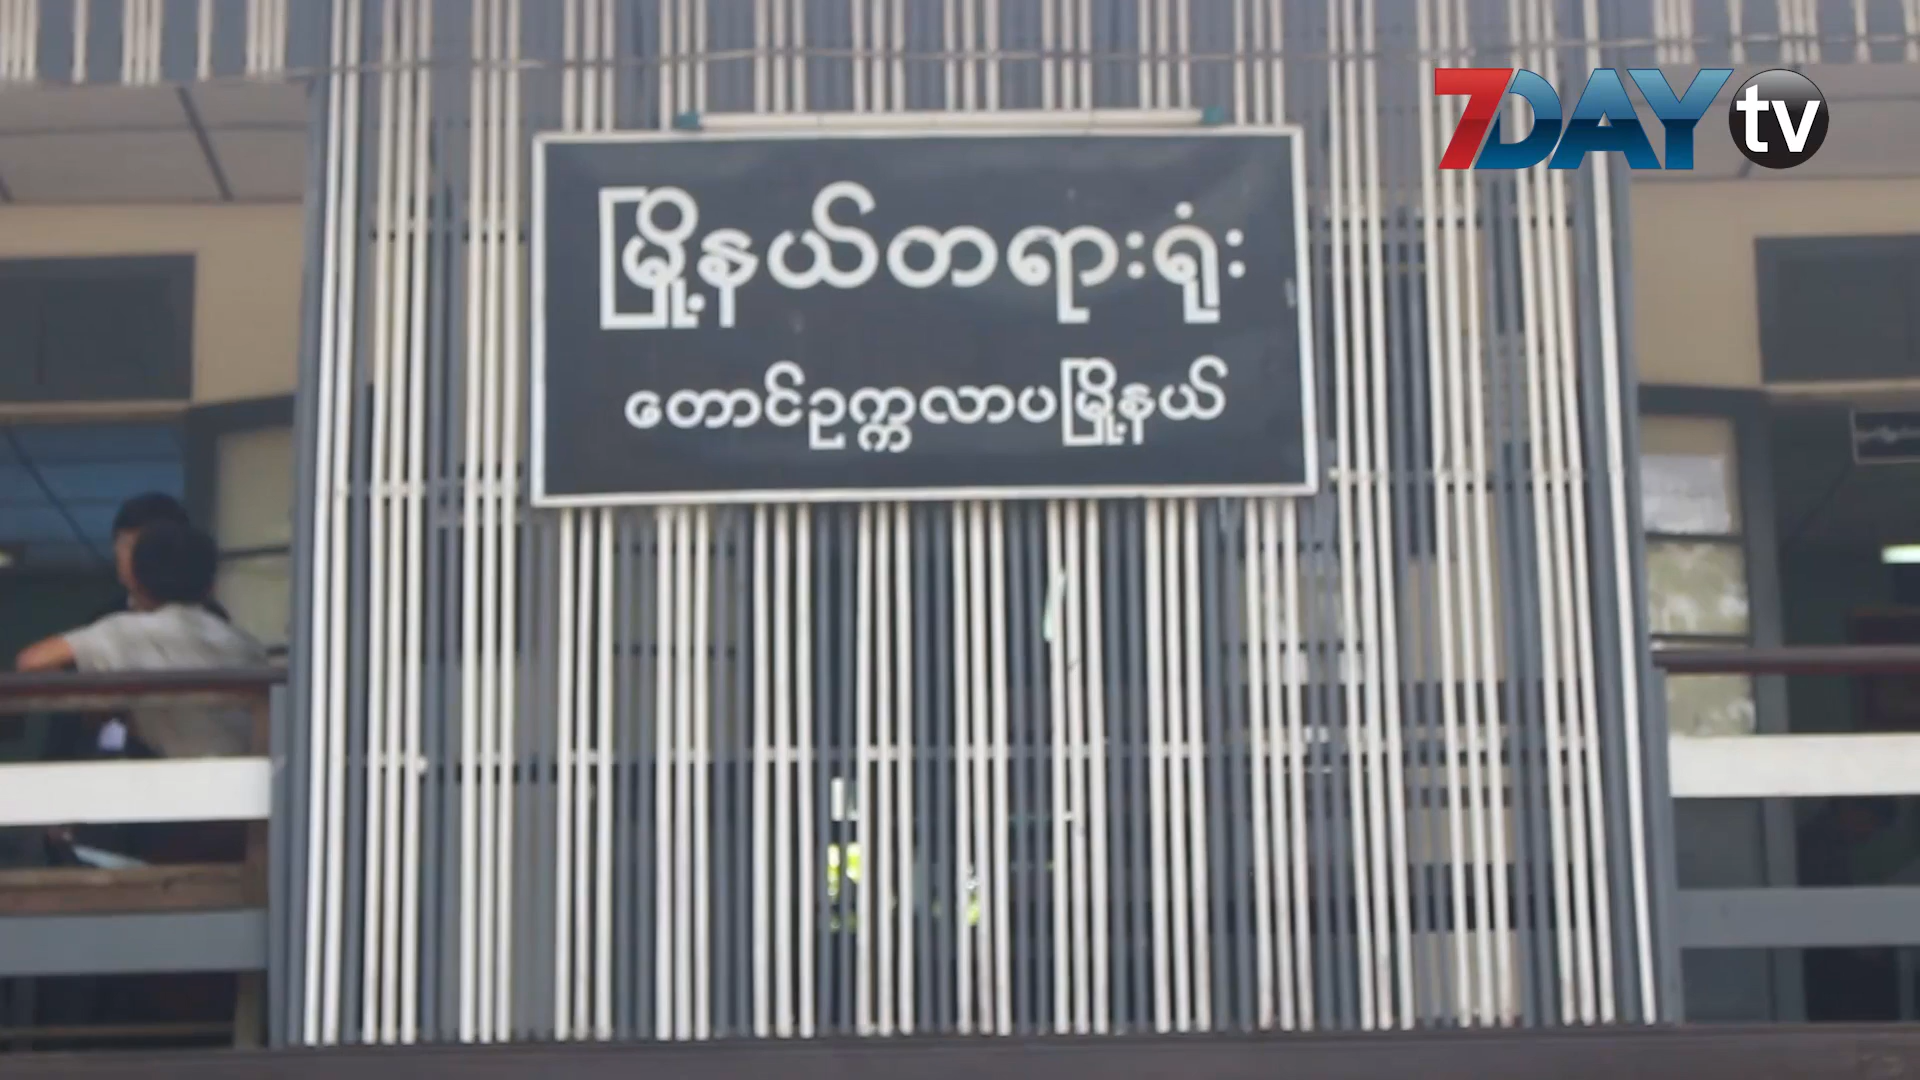 7DAY tv
မြို့နယ်တရားရုံး
တောင်ဥက္ကလာပမြို့နယ်